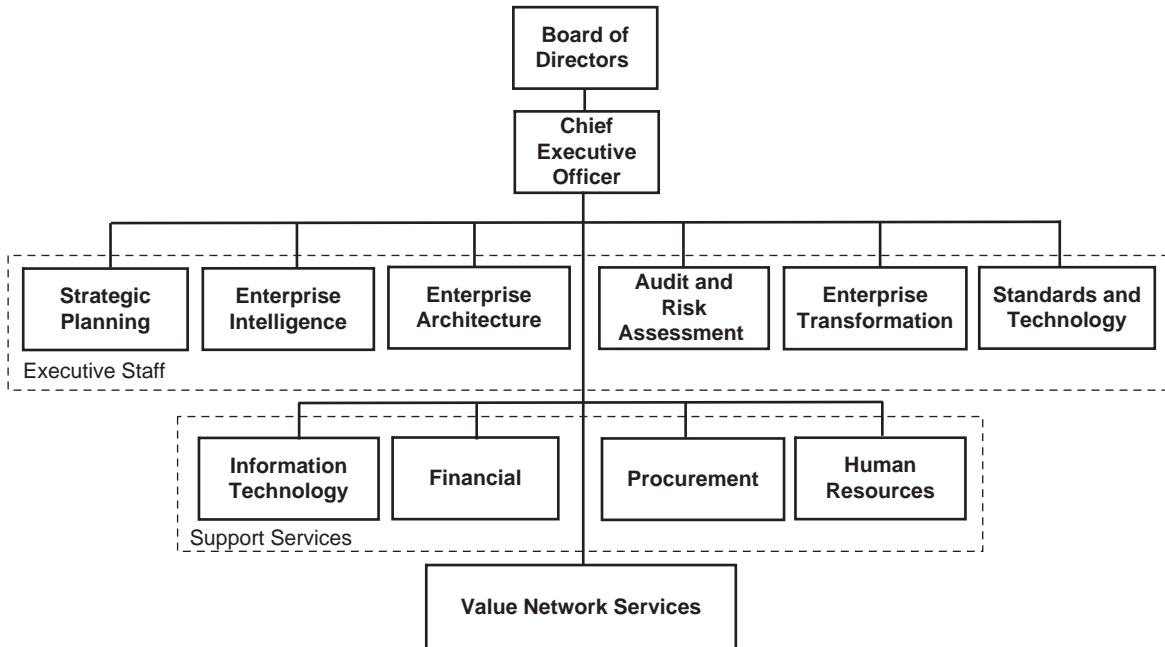 Board of
Directors
Chief
Executive
Officer
Strategic
Planning
Enterprise
Intelligence
Enterprise
Architecture
Audit and
Risk
Assessment
Enterprise
Transformation
Standards and
Technology
Executive Staff
Information
Technology
Financial
Procurement
Human
Resources
Support Services
Value Network Services